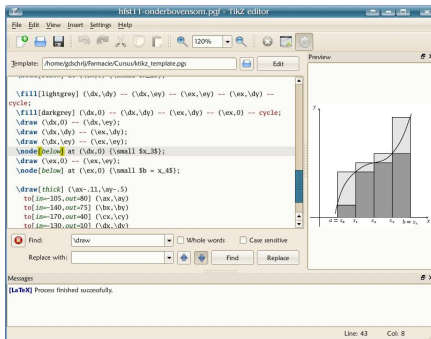 hfst11-onderbovensom.pgf - TikZ editor
File Edit View Insert Settings Help
120%
Template: /home/gdschrij/Farmacie/Cursus/ktikz_template.pgs Edit
Preview
\fill[lightgrey] (\dx,\dy) -- (\dx,\ey) -- (\ex,\ey) -- (\ex,\dy) --
cycle;
\fill[darkgrey] (\dx,0) -- (\dx,\dy) -- (\ex,\dy) -- (\ex,0) -- cycle;
\draw (\dx,0) -- (\dx,\ey);
\draw (\dx,\dy) -- (\ex,\dy);
\draw (\dx,\ey) -- (\ex,\ey);
\node[below] at (\dx,0) {\small $x_3$};
\draw (\ex,0) -- (\ex,\ey);
\node[below] at (\ex,0) {\small $b = x_4$};
\draw[thick] (\ax-.11,\ay-.5)
to[in=-105,out=80] (\ax,\ay)
to[in=-140,out=75] (\bx,\by)
to[in=-170,out=40] (\cx,\cy)
to[in=-130,out=10] (\dx,\dy)
Find: \draw Whole words Case sensitive
Replace with: Find Replace
y
x
Messages
[LaTeX] Process finished successfully.
Line: 43 Col: 8